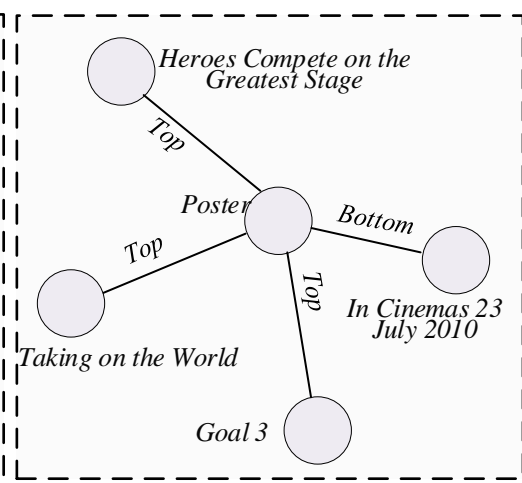 Heroes Compete on the
Greatest Stage
Top
Poster
Bottom
Top
Top
In Cinemas 23
July 2010
Taking on the World
Goal 3